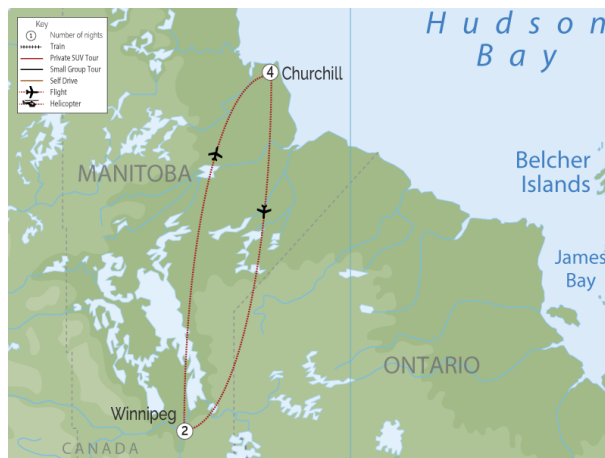 Key
1 Number of nights
Train
Private SUV Tour
Small Group Tour
Self Drive
Flight
Helicopter
Hudson
Bay
4 Churchill
MANITOBA
Belcher
Islands
James
Bay
ONTARIO
Winnipeg
2
CANADA